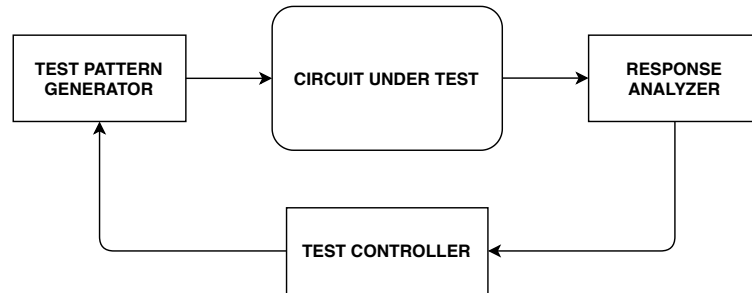 TEST PATTERN
GENERATOR
CIRCUIT UNDER TEST
RESPONSE
ANALYZER
TEST CONTROLLER